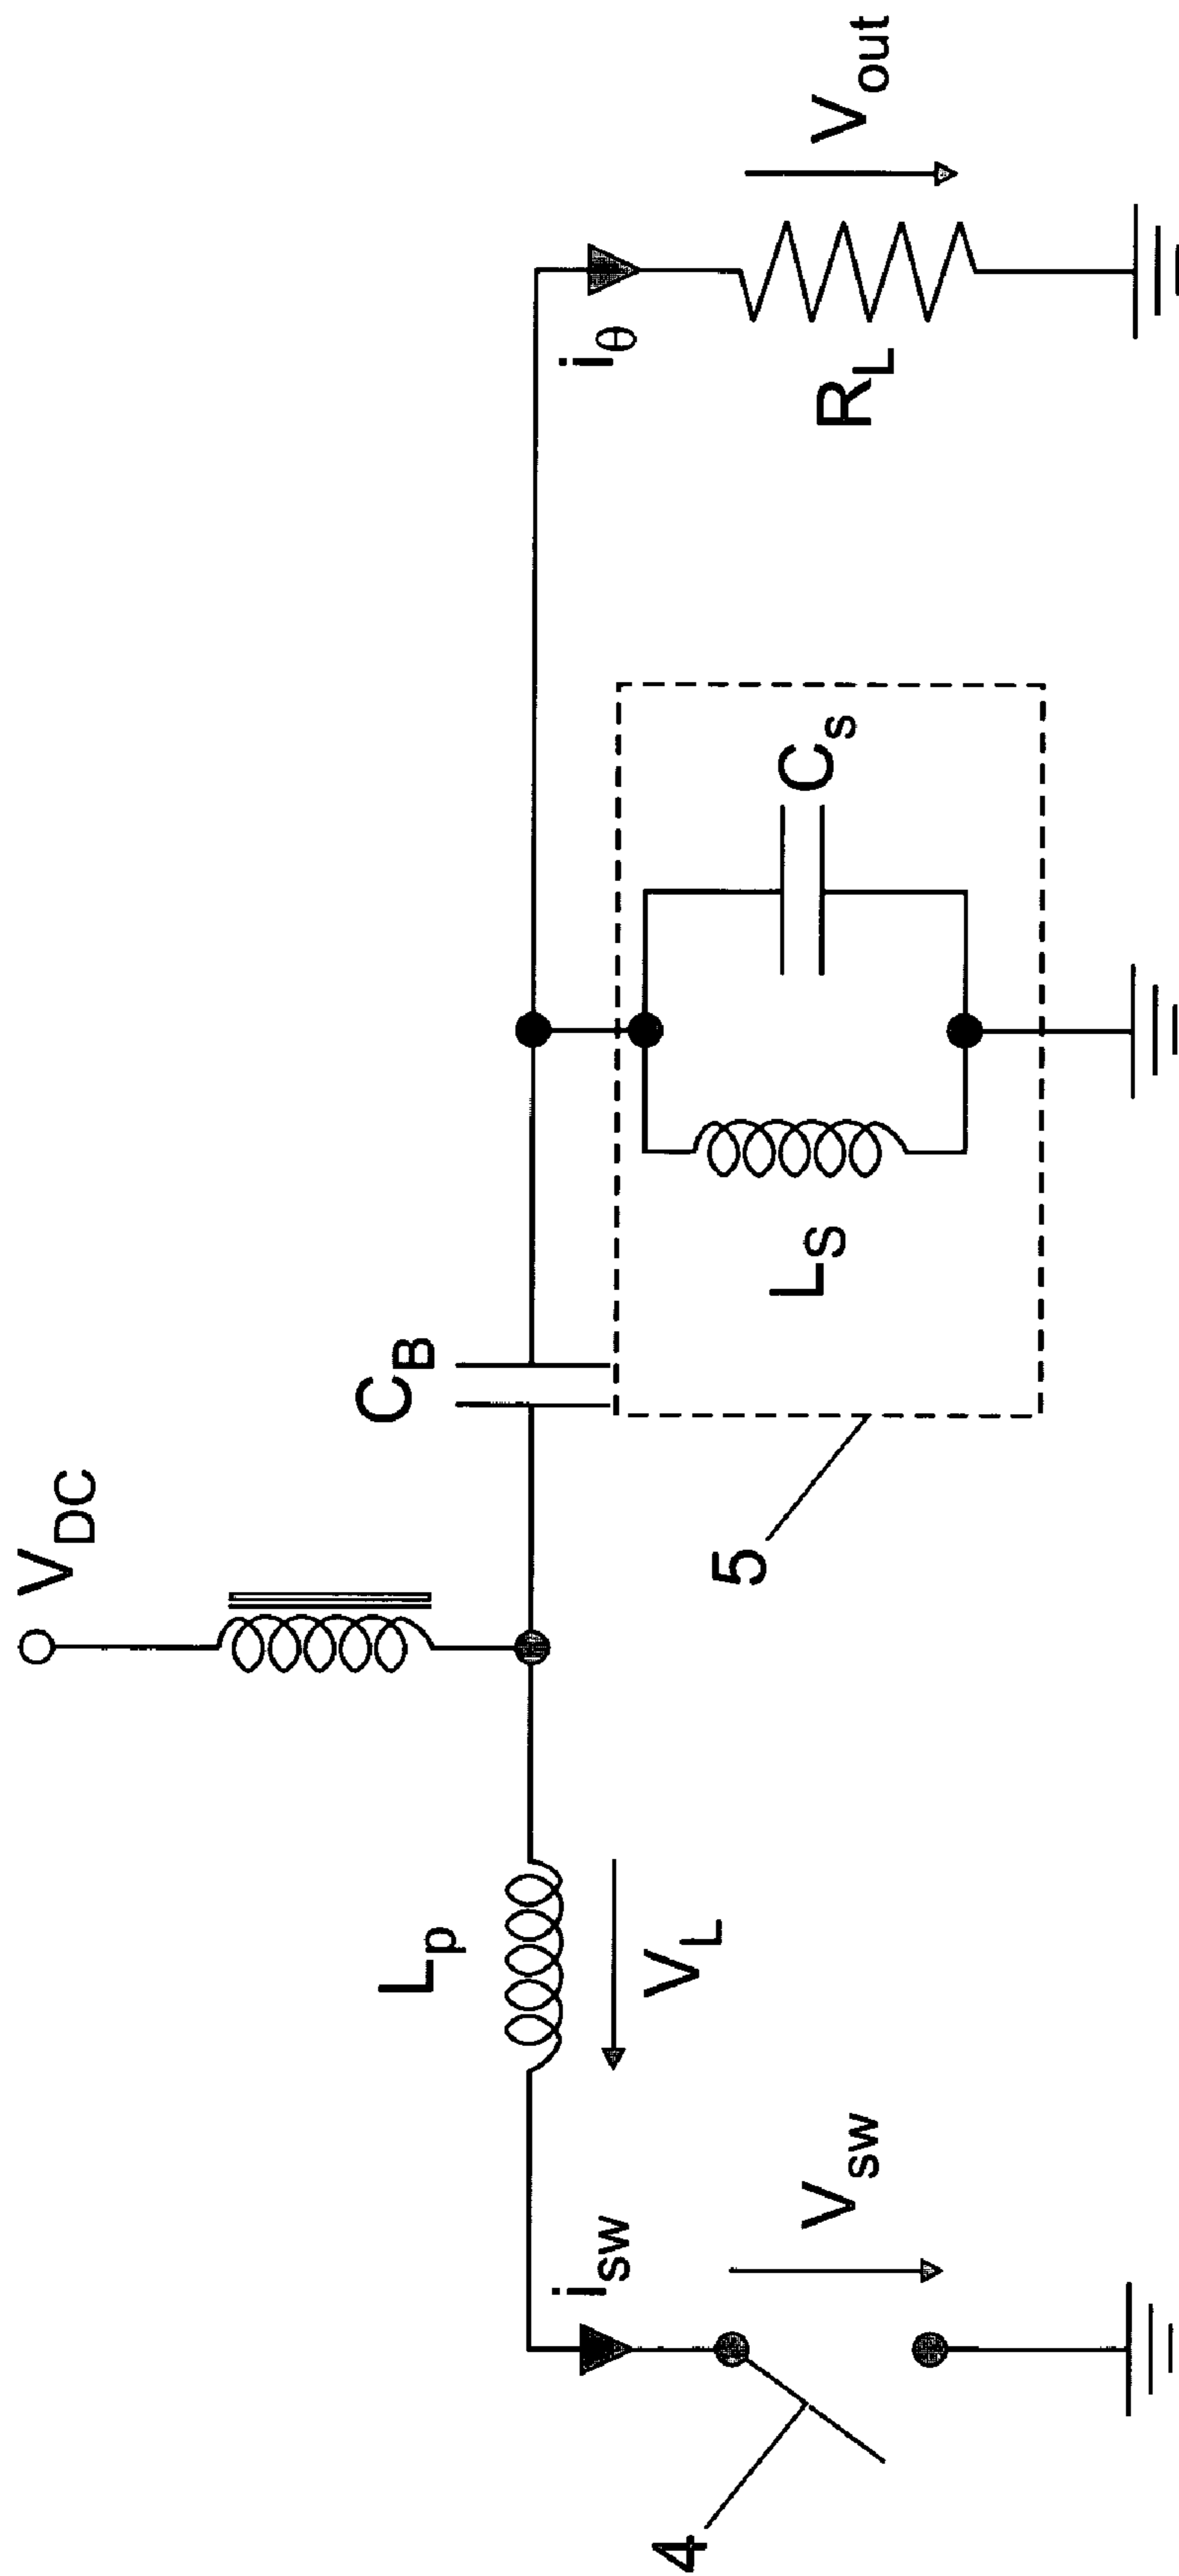 V_DC
L_p
C_B
i_sw
V_L
i_θ
4
V_sw
5
L_S
C_s
R_L
V_out